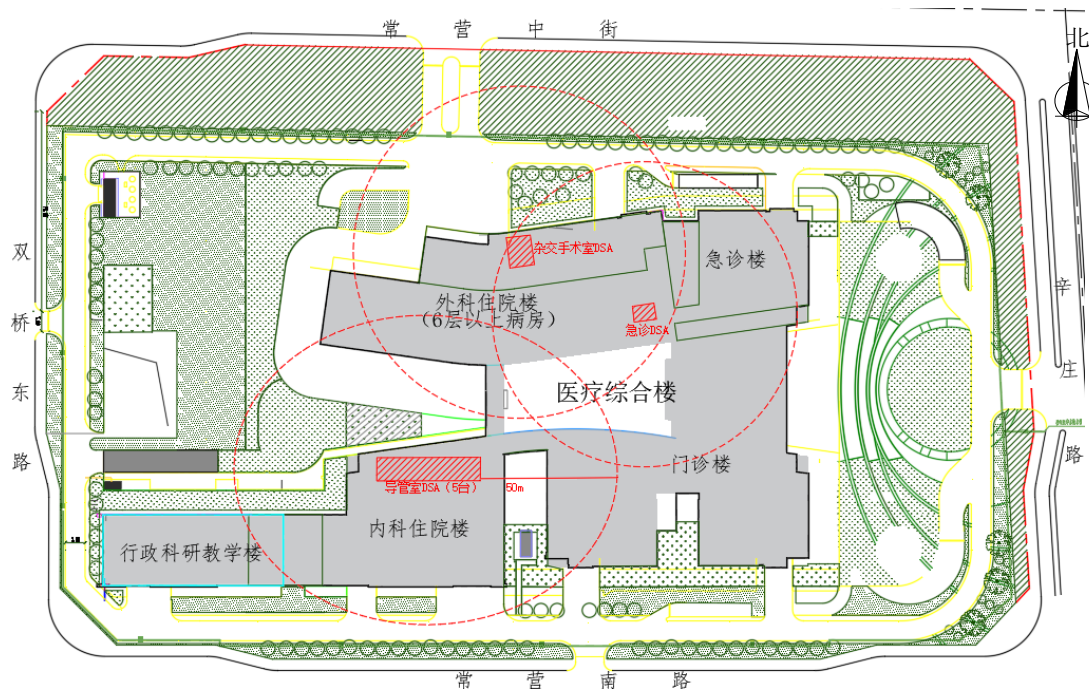 常营中街
北
双桥东路
辛庄路
杂交手术室DSA
急诊楼
外科住院楼
（6层以上病房）
急诊DSA
医疗综合楼
门诊楼
导管室DSA（5台）
50m
内科住院楼
行政科研教学楼
常营南路